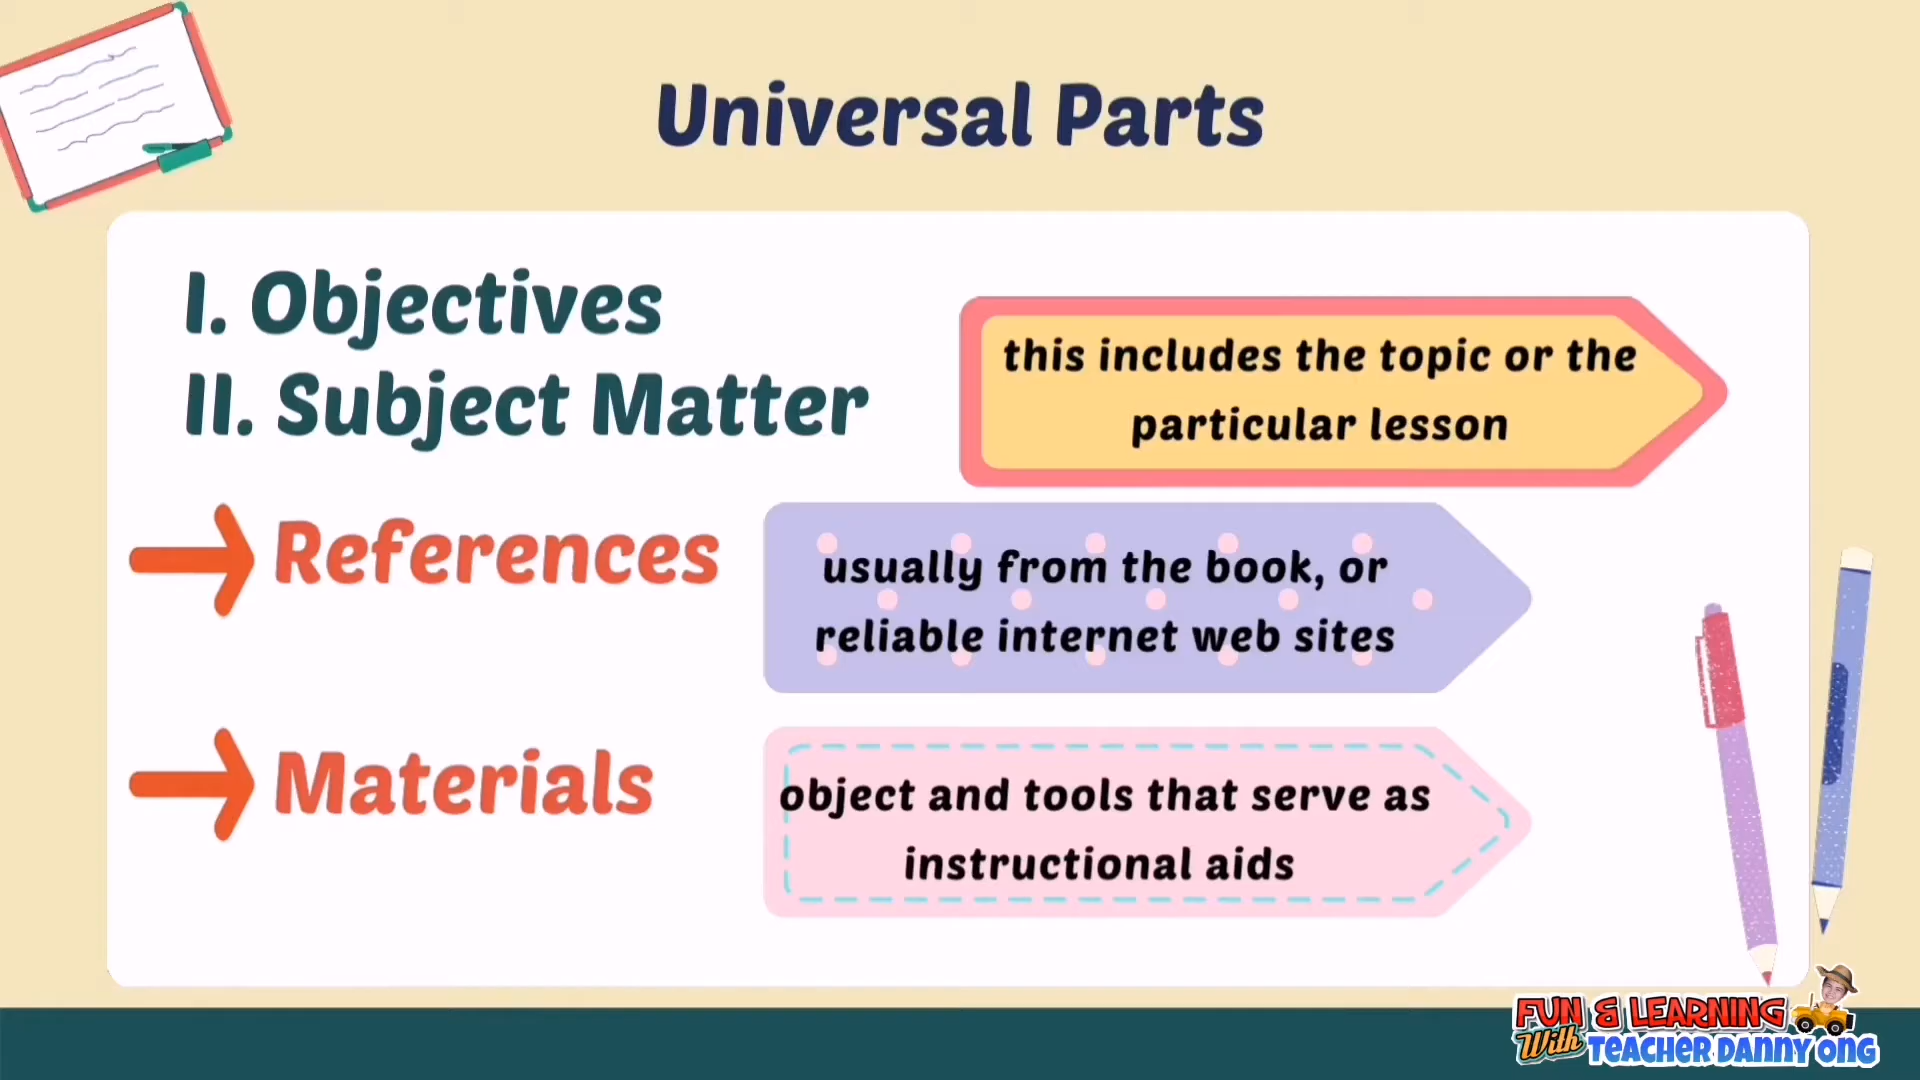 Universal Parts
I. Objectives
II. Subject Matter
this includes the topic or the
particular lesson
References
usually from the book, or
reliable internet web sites
Materials
object and tools that serve as
instructional aids
FUN & LEARNING
With TEACHER DANNY ONG